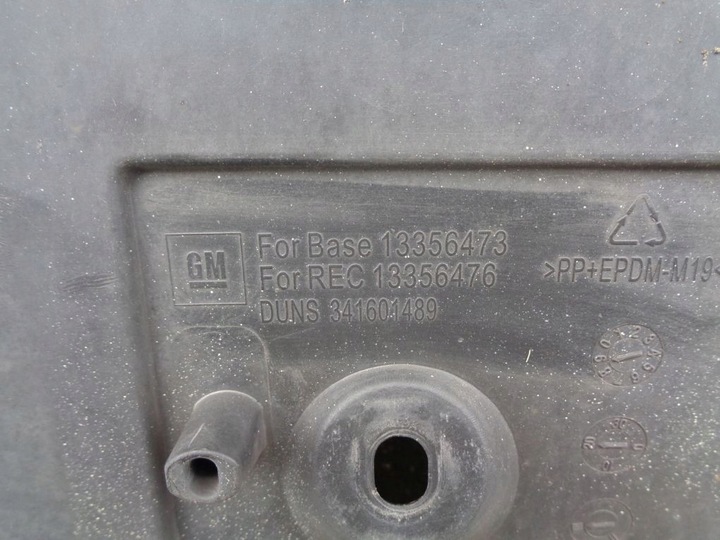 GM
For Base 13356473
For REC 13356476
DUNS 341601489
>PP+EPDM-M19<